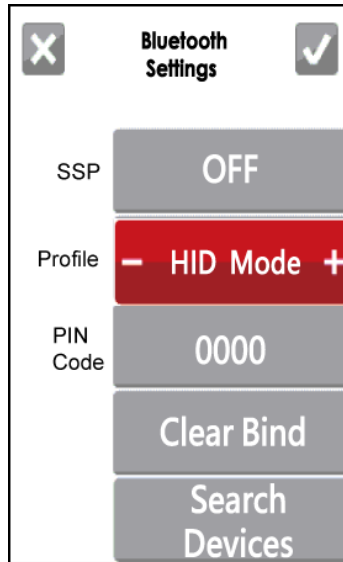 Bluetooth
Settings
SSP
OFF
Profile
- HID Mode +
PIN
Code
0000
Clear Bind
Search
Devices